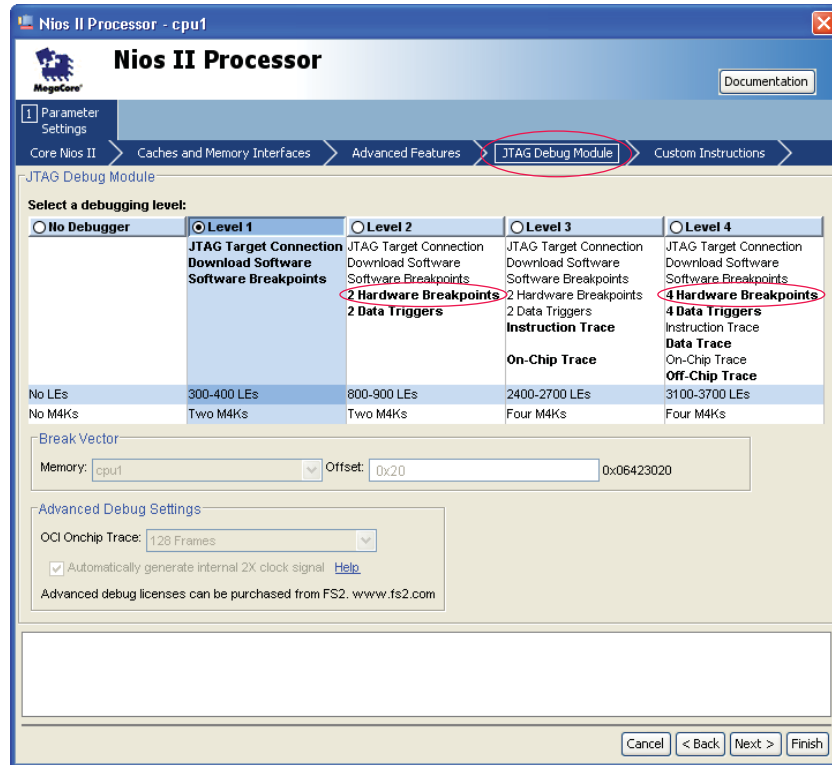 Nios II Processor - cpu1
MegaCore®
Nios II Processor
Documentation
1 Parameter
Settings
Core Nios II
Caches and Memory Interfaces
Advanced Features
JTAG Debug Module
Custom Instructions
JTAG Debug Module
Select a debugging level:
No Debugger
No LEs
No M4Ks
Level 1
JTAG Target Connection
Download Software
Software Breakpoints
300-400 LEs
Two M4Ks
Level 2
JTAG Target Connection
Download Software
Software Breakpoints
2 Hardware Breakpoints
2 Data Triggers
800-900 LEs
Two M4Ks
Level 3
JTAG Target Connection
Download Software
Software Breakpoints
2 Hardware Breakpoints
2 Data Triggers
Instruction Trace
On-Chip Trace
2400-2700 LEs
Four M4Ks
Level 4
JTAG Target Connection
Download Software
Software Breakpoints
4 Hardware Breakpoints
4 Data Triggers
Instruction Trace
Data Trace
On-Chip Trace
Off-Chip Trace
3100-3700 LEs
Four M4Ks
Break Vector
Memory: cpu1 Offset: 0x20 0x06423020
Advanced Debug Settings
OCI Onchip Trace: 128 Frames
Automatically generate internal 2X clock signal Help
Advanced debug licenses can be purchased from FS2. www.fs2.com
Cancel < Back Next > Finish